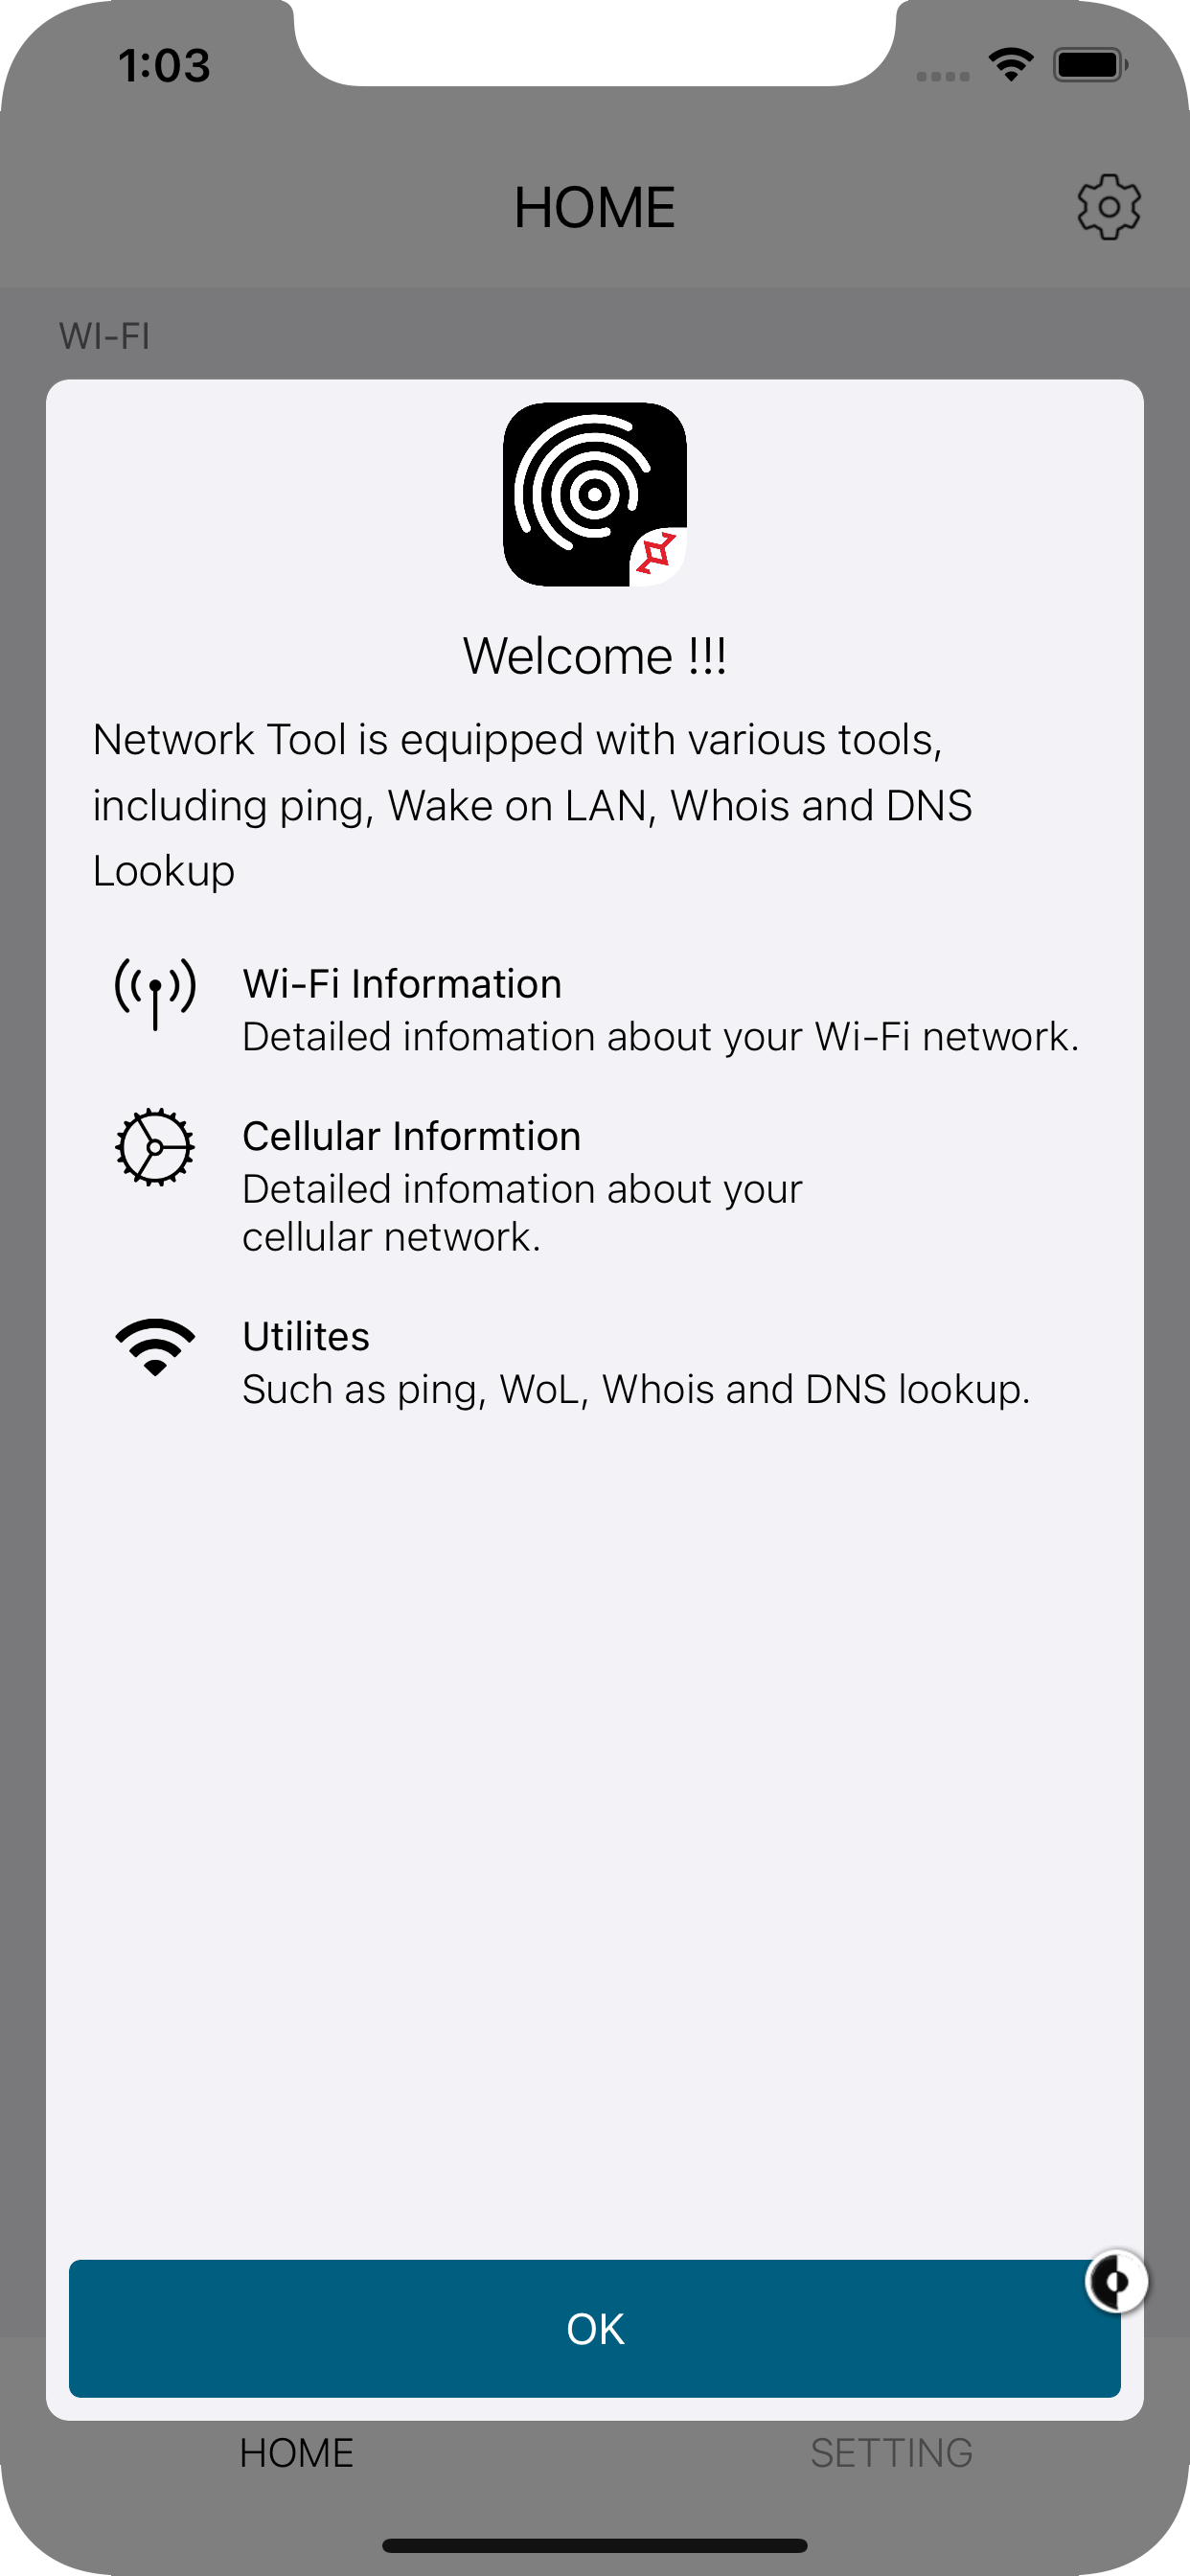 1:03
HOME
WI-FI
Welcome !!!
Network Tool is equipped with various tools,
including ping, Wake on LAN, Whois and DNS
Lookup
Wi-Fi Information
Detailed infomation about your Wi-Fi network.
Cellular Informtion
Detailed infomation about your
cellular network.
Utilites
Such as ping, WoL, Whois and DNS lookup.
OK
HOME
SETTING